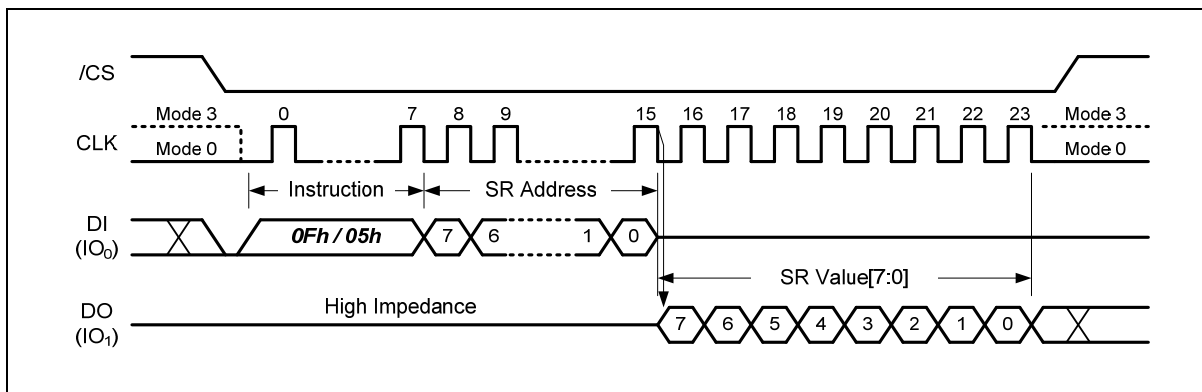 /CS
Mode 3 0 7 8 9 15 16 17 18 19 20 21 22 23 Mode 3
CLK
Mode 0 Mode 0
Instruction SR Address
DI
(IO₀)
0Fh / 05h 7 6 1 0
SR Value[7:0]
High Impedance
DO
(IO₁)
7 6 5 4 3 2 1 0